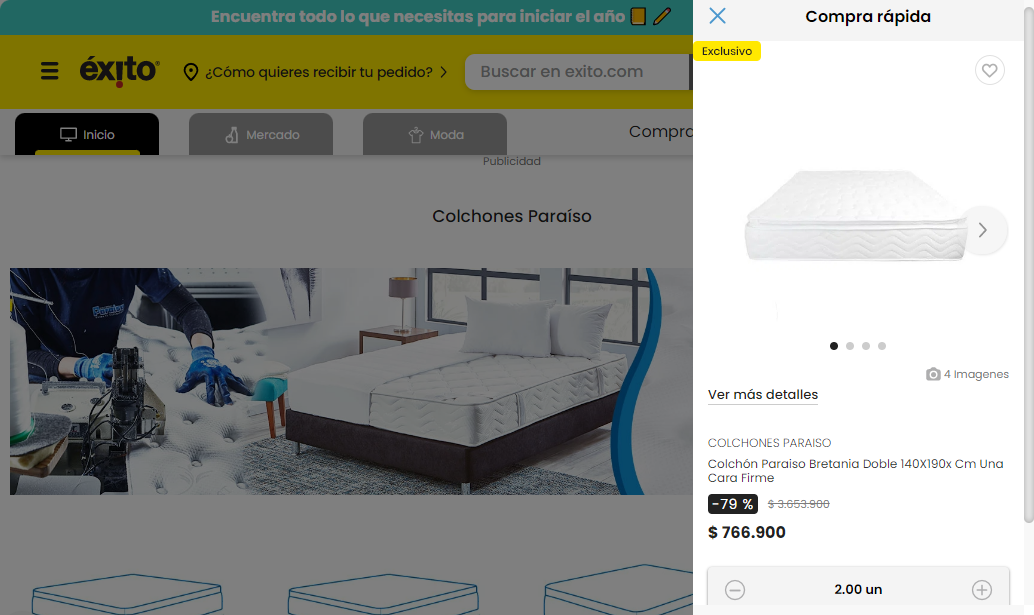 Encuentra todo lo que necesitas para iniciar el año
éxito
¿Cómo quieres recibir tu pedido?
Buscar en exito.com
Inicio
Mercado
Moda
Compra
Publicidad
Colchones Paraíso
Paraiso
Compra rápida
Exclusivo
4 Imagenes
Ver más detalles
COLCHONES PARAISO
Colchón Paraiso Bretania Doble 140X190x Cm Una
Cara Firme
-79 % $ 3.653.900
$ 766.900
2.00 un